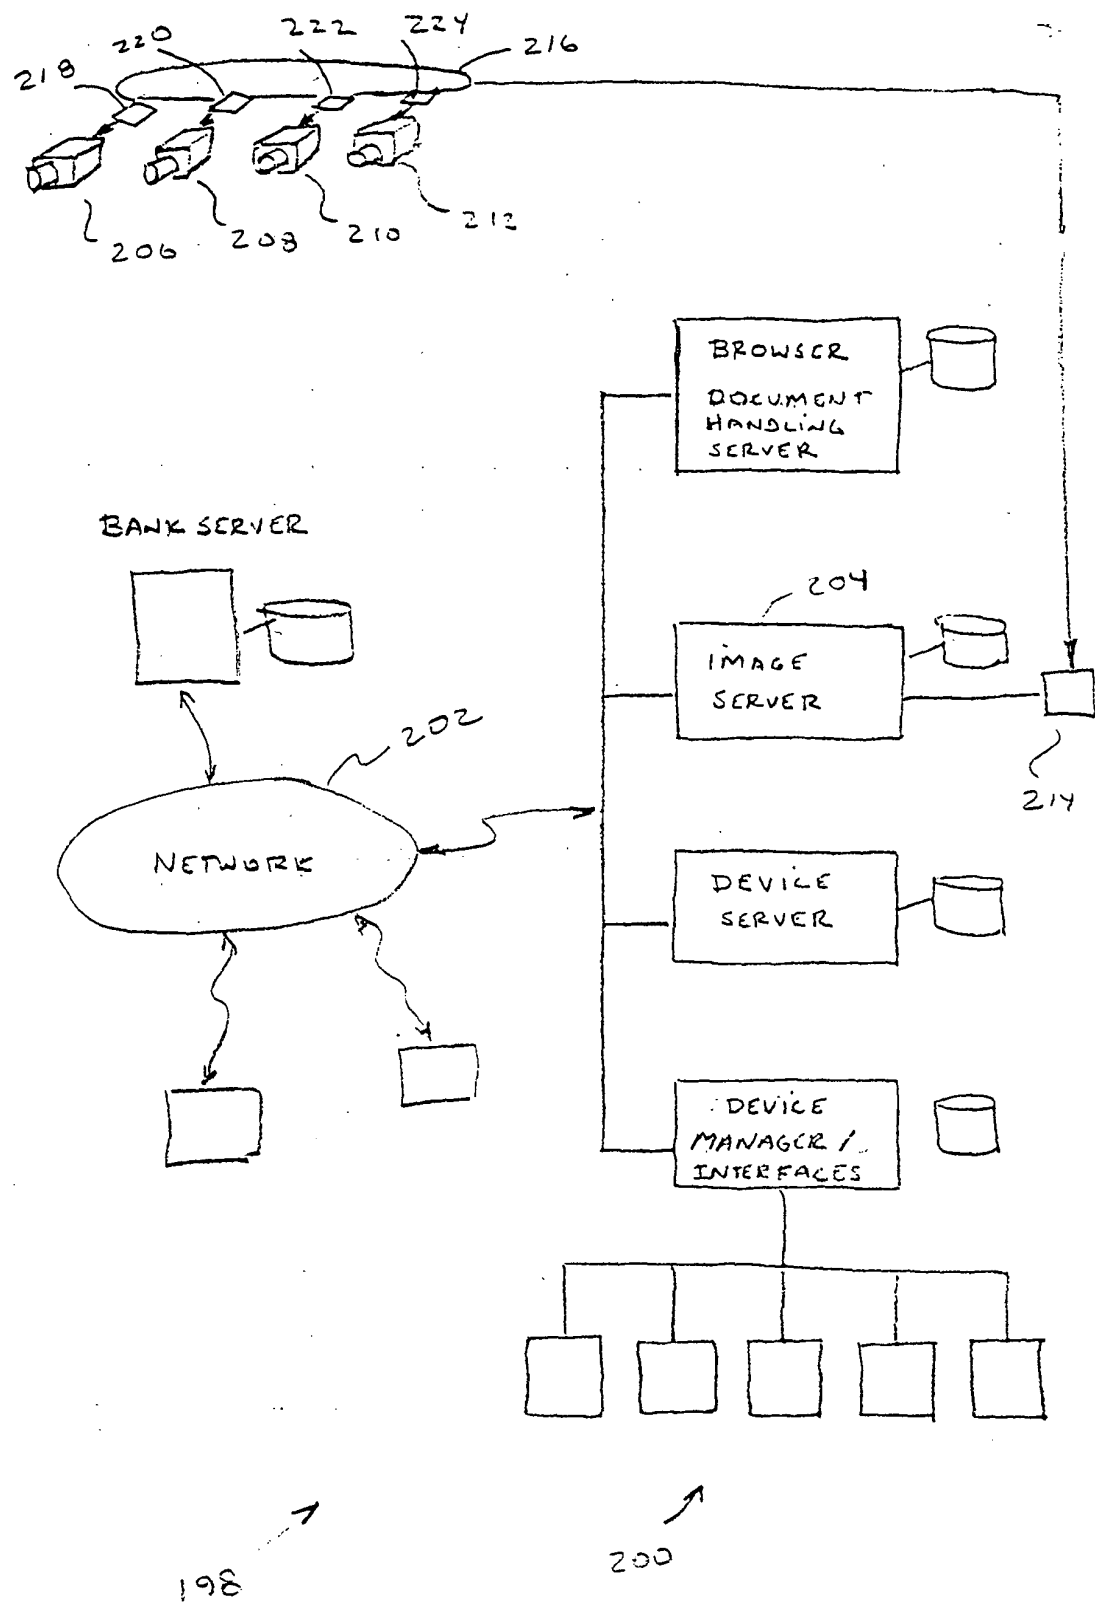 220
222
224
216
218
206
208
210
212
BROWSER
DOCUMENT
HANDLING
SERVER
BANK SERVER
204
IMAGE
SERVER
202
214
NETWORK
DEVICE
SERVER
DEVICE
MANAGER /
INTERFACES
198
200